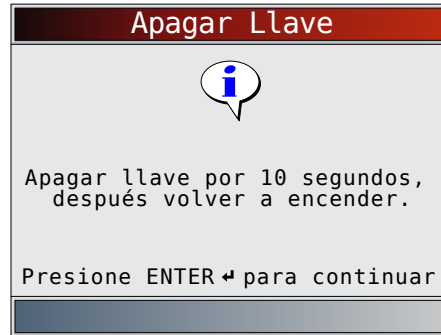 Apagar Llave
i
Apagar llave por 10 segundos,
después volver a encender.
Presione ENTER ↵ para continuar